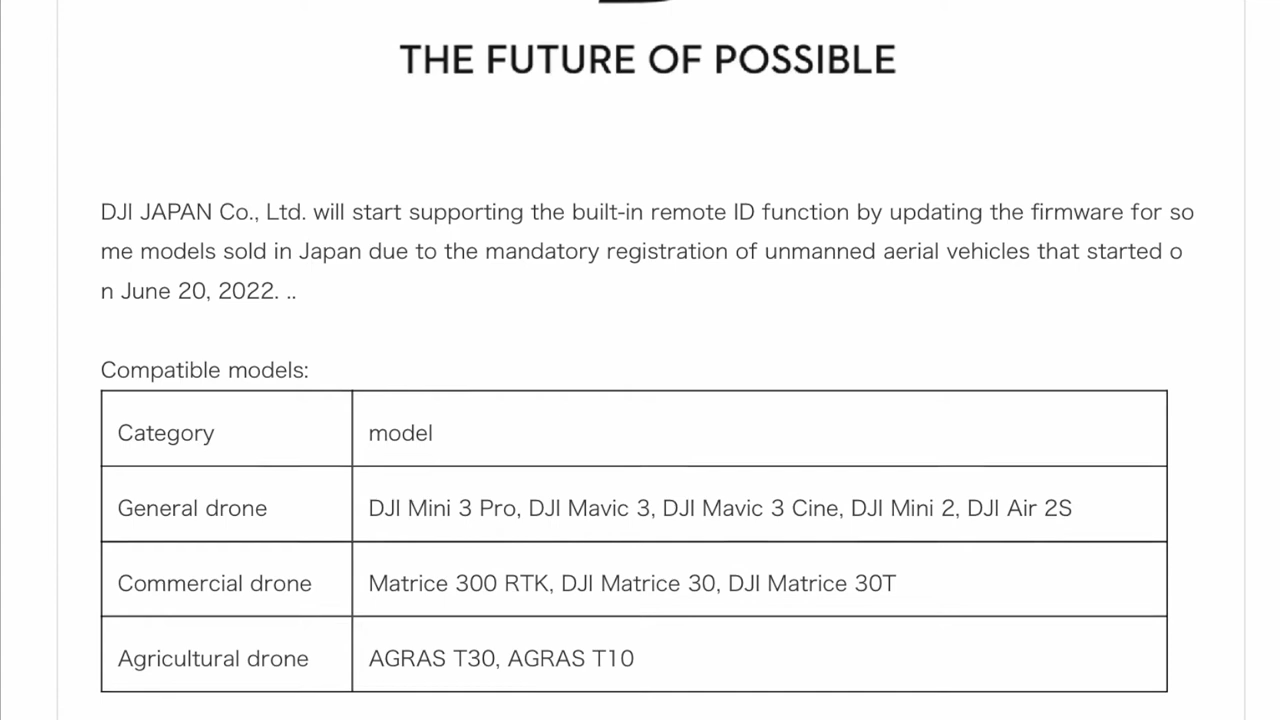 THE FUTURE OF POSSIBLE
DJI JAPAN Co., Ltd. will start supporting the built-in remote ID function by updating the firmware for so
me models sold in Japan due to the mandatory registration of unmanned aerial vehicles that started o
n June 20, 2022. ..
Compatible models:
Category model
General drone DJI Mini 3 Pro, DJI Mavic 3, DJI Mavic 3 Cine, DJI Mini 2, DJI Air 2S
Commercial drone Matrice 300 RTK, DJI Matrice 30, DJI Matrice 30T
Agricultural drone AGRAS T30, AGRAS T10